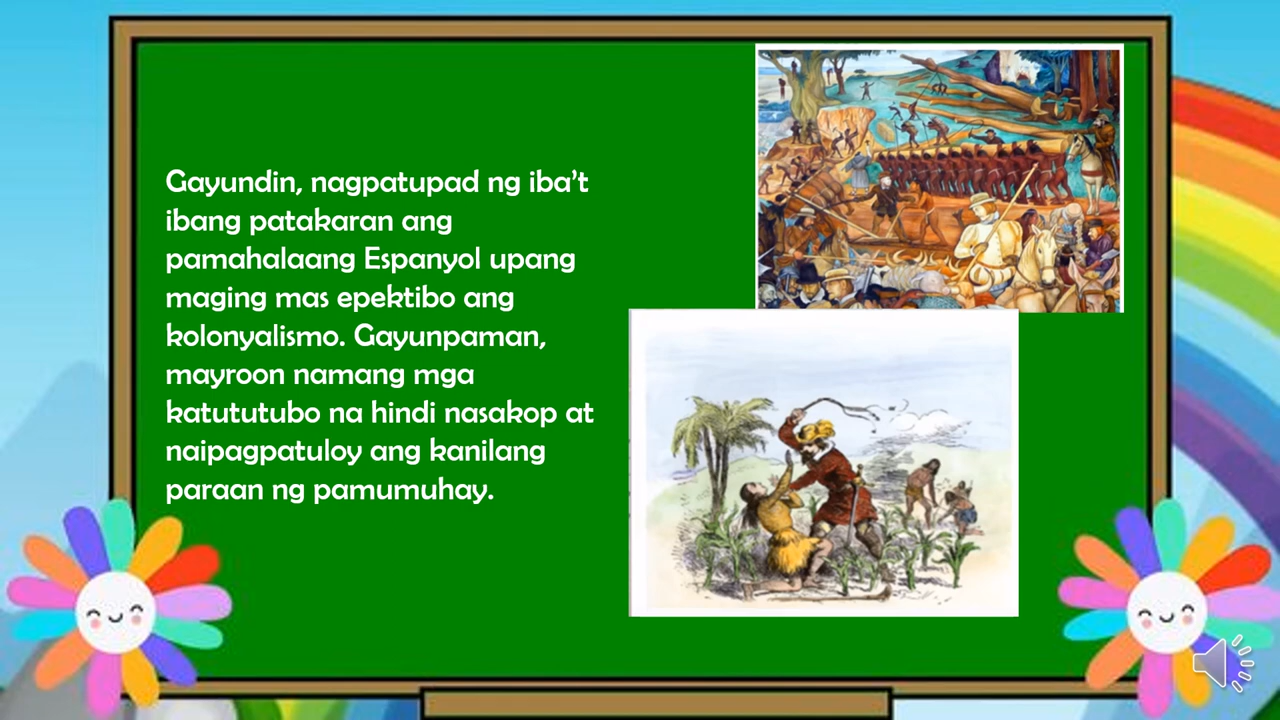 Gayundin, nagpatupad ng iba’t
ibang patakaran ang
pamahalaang Espanyol upang
maging mas epektibo ang
kolonyalismo. Gayunpaman,
mayroon namang mga
katututubo na hindi nasakop at
naipagpatuloy ang kanilang
paraan ng pamumuhay.